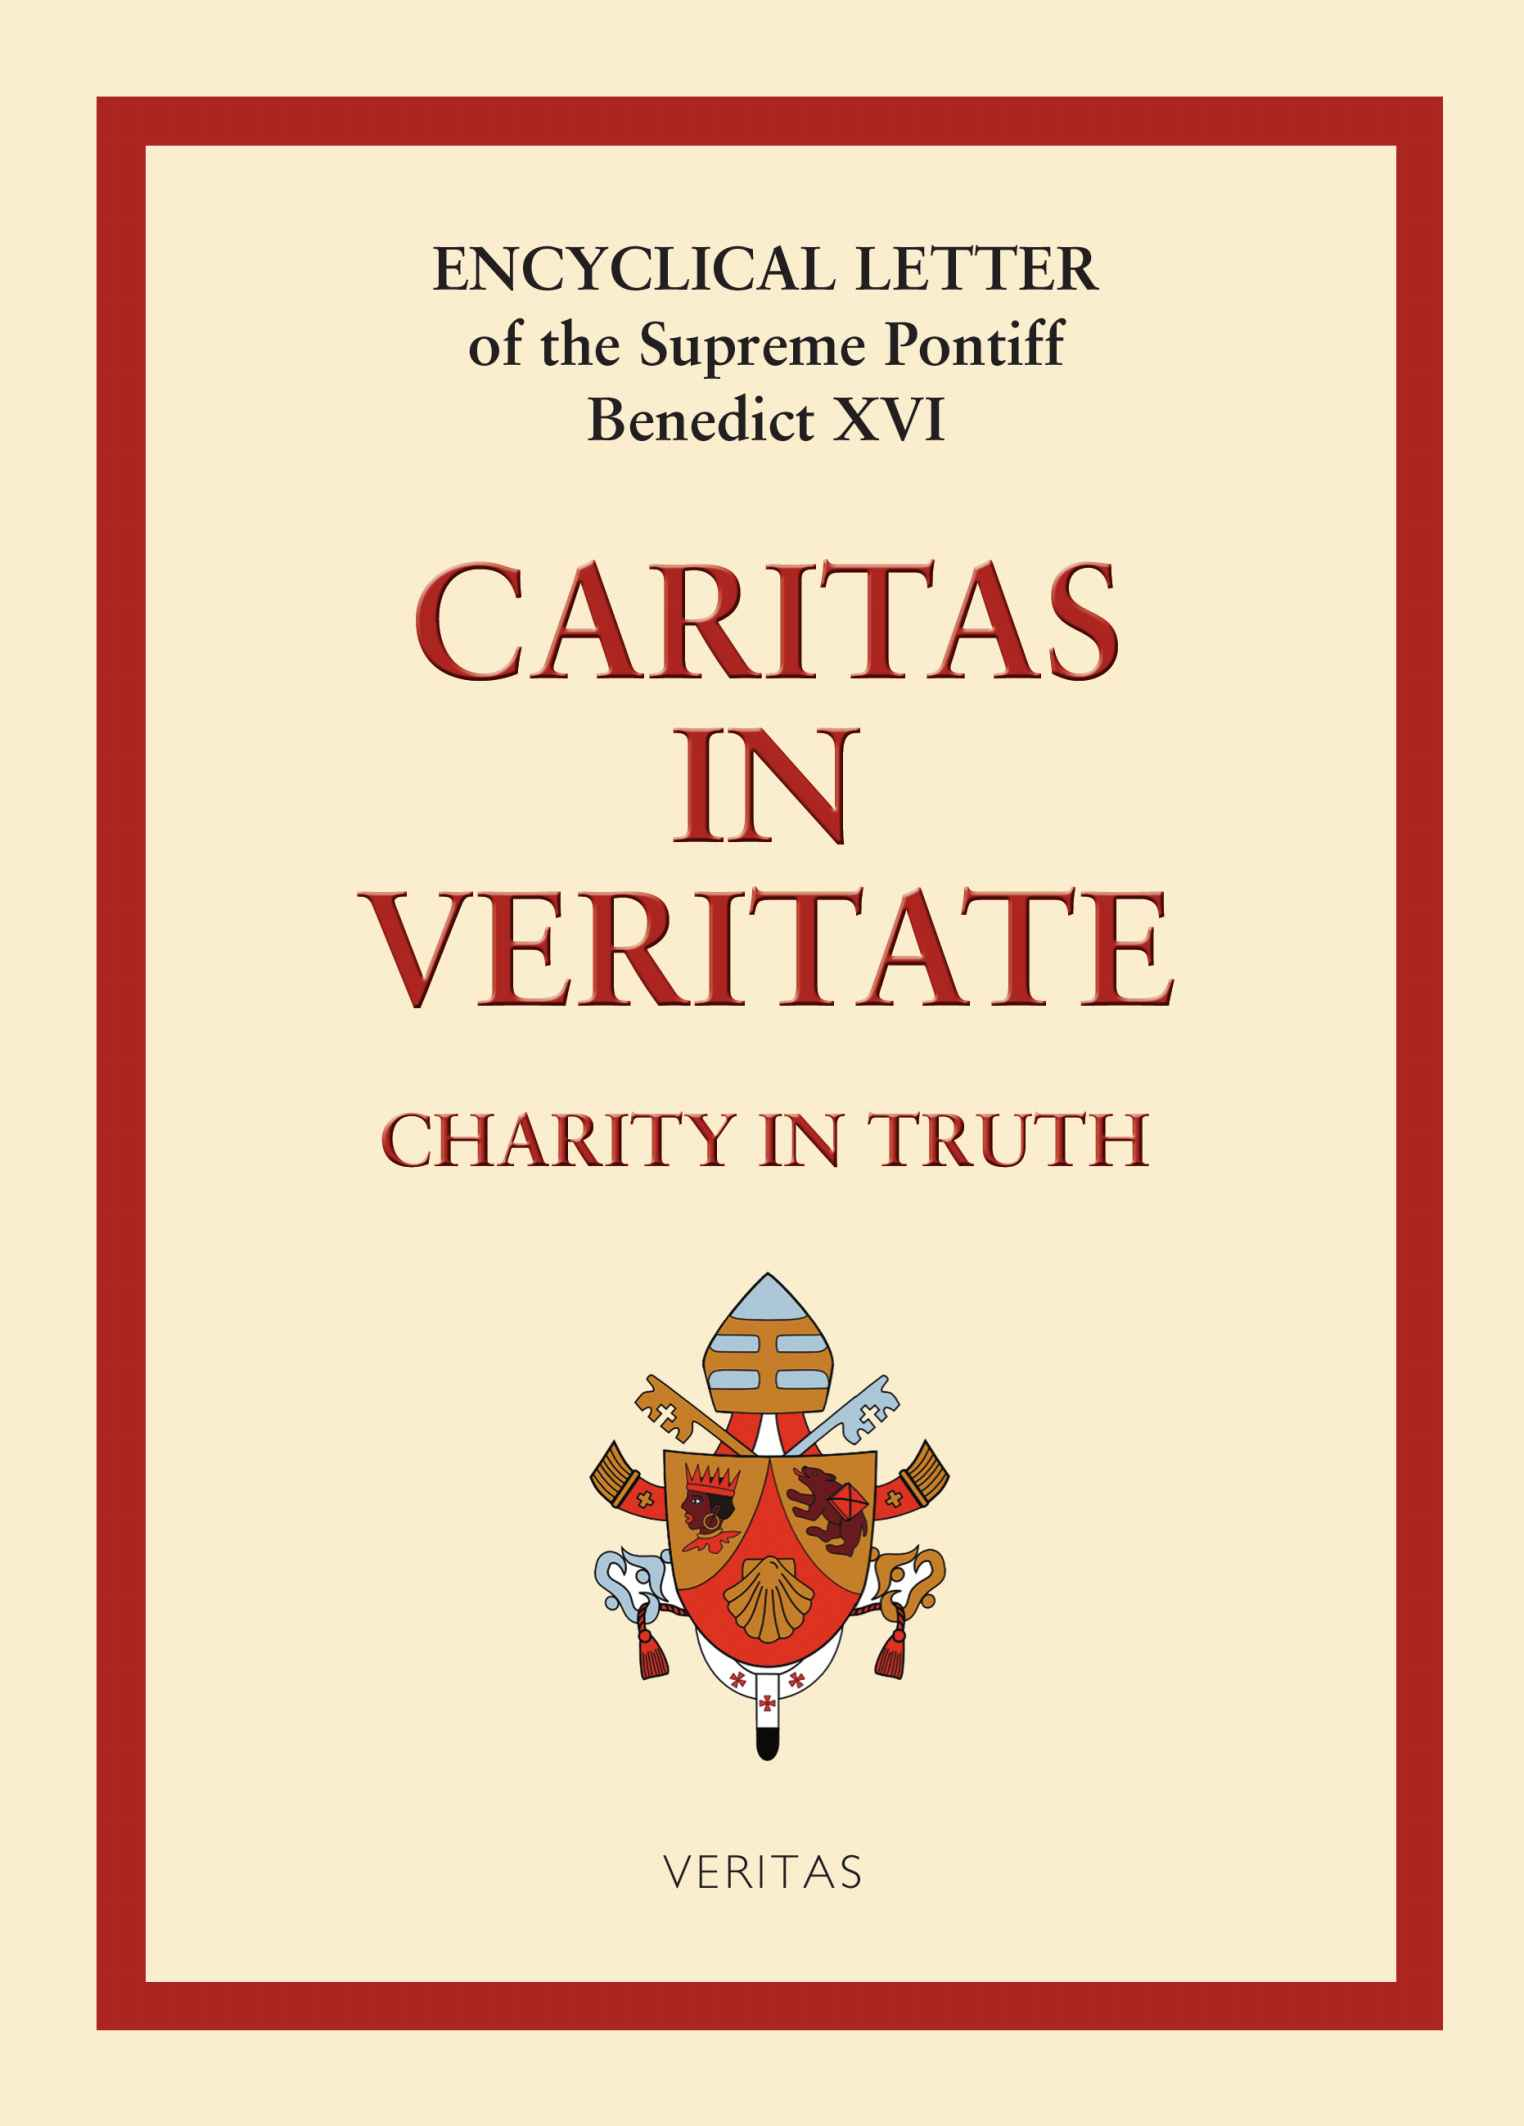 ENCYCLICAL LETTER
of the Supreme Pontiff
Benedict XVI
CARITAS
IN
VERITATE
CHARITY IN TRUTH
VERITAS